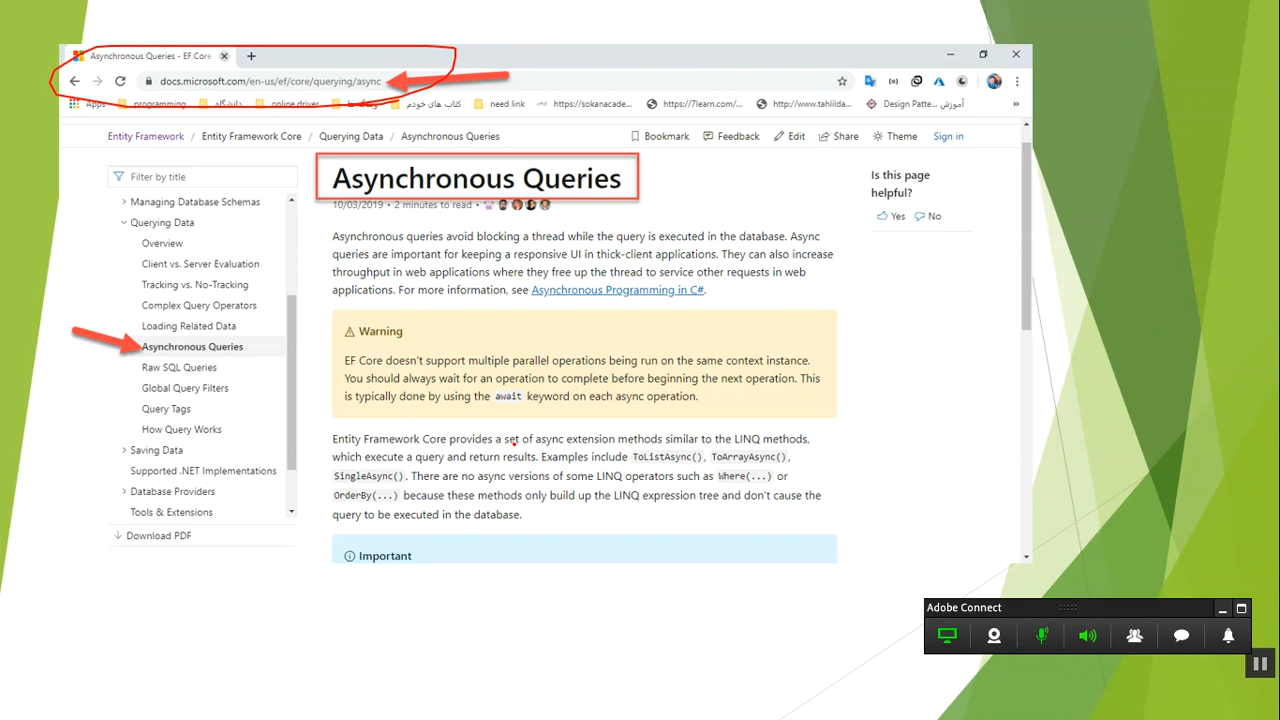 Asynchronous Queries - EF Core
docs.microsoft.com/en-us/ef/core/querying/async
Apps programming دانشگاه online driver کتاب های خودم need link https://sokanacade... https://7learn.com/... http://www.tahlilda... Design Patte... آموزش
Entity Framework / Entity Framework Core / Querying Data / Asynchronous Queries
Bookmark Feedback Edit Share Theme Sign in
Filter by title
Managing Database Schemas
Querying Data
Overview
Client vs. Server Evaluation
Tracking vs. No-Tracking
Complex Query Operators
Loading Related Data
Asynchronous Queries
Raw SQL Queries
Global Query Filters
Query Tags
How Query Works
Saving Data
Supported .NET Implementations
Database Providers
Tools & Extensions
Download PDF
Asynchronous Queries
10/03/2019 • 2 minutes to read •
Asynchronous queries avoid blocking a thread while the query is executed in the database. Async
queries are important for keeping a responsive UI in thick-client applications. They can also increase
throughput in web applications where they free up the thread to service other requests in web
applications. For more information, see Asynchronous Programming in C#.
Warning
EF Core doesn't support multiple parallel operations being run on the same context instance.
You should always wait for an operation to complete before beginning the next operation. This
is typically done by using the await keyword on each async operation.
Entity Framework Core provides a set of async extension methods similar to the LINQ methods,
which execute a query and return results. Examples include ToListAsync(), ToArrayAsync(),
SingleAsync(). There are no async versions of some LINQ operators such as Where(...) or
OrderBy(...) because these methods only build up the LINQ expression tree and don't cause the
query to be executed in the database.
Important
Is this page
helpful?
Yes No
Adobe Connect